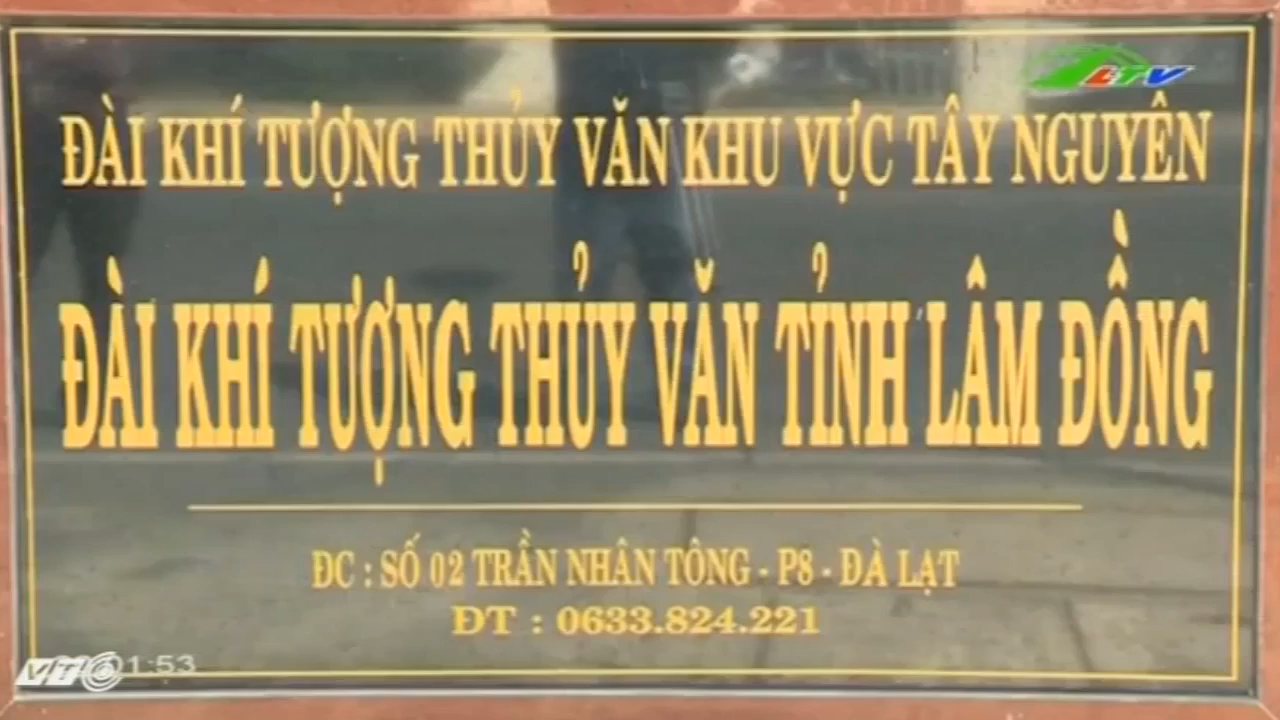 LTV
ĐÀI KHÍ TƯỢNG THỦY VĂN KHU VỰC TÂY NGUYÊN
ĐÀI KHÍ TƯỢNG THỦY VĂN TỈNH LÂM ĐỒNG
ĐC : SỐ 02 TRẦN NHÂN TÔNG - P8 - ĐÀ LẠT
ĐT : 0633.824.221
VTC 1:53